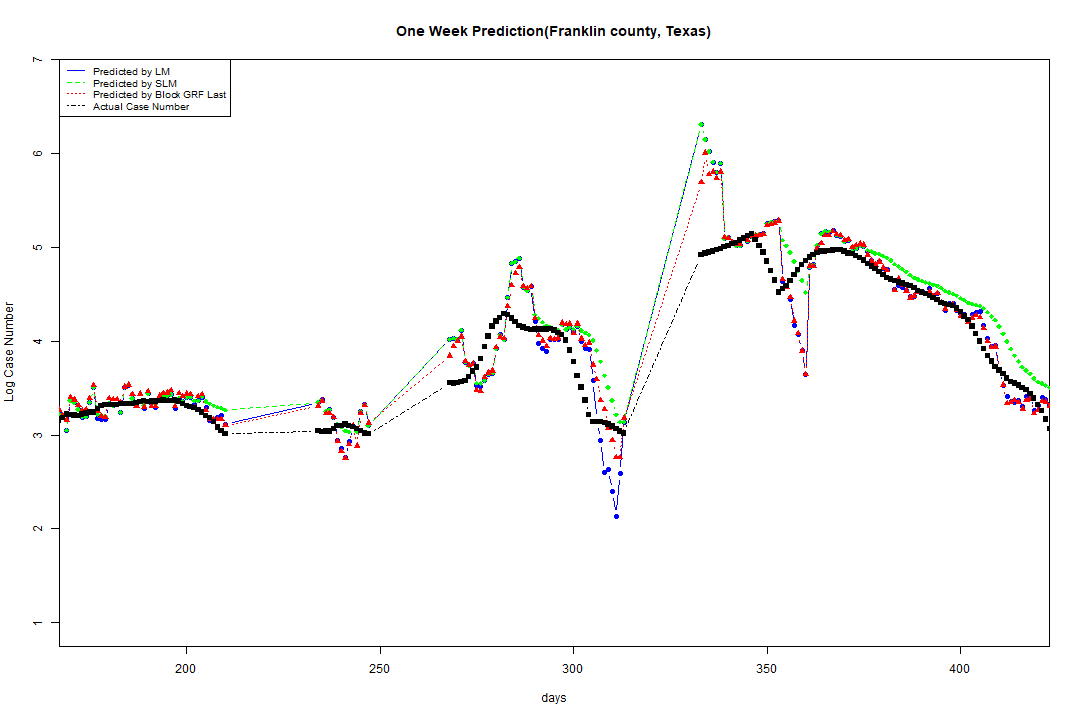 One Week Prediction(Franklin county, Texas)
Predicted by LM
Predicted by SLM
Predicted by Block GRF Last
Actual Case Number
7
6
5
4
3
2
1
Log Case Number
200
250
300
350
400
days